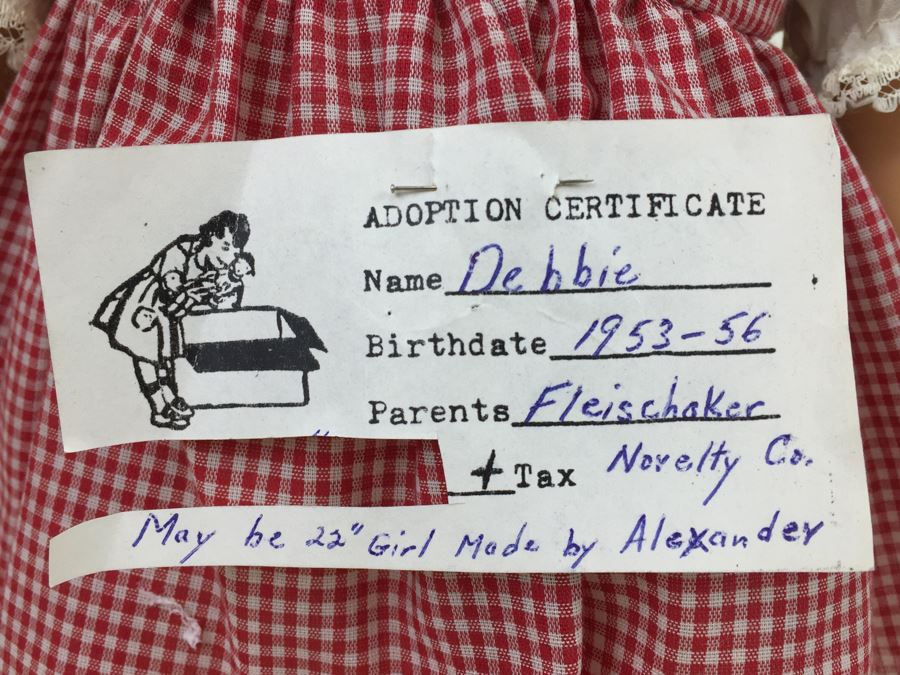 ADOPTION CERTIFICATE
Name Debbie
Birthdate 1953-56
Parents Fleischaker
+ Tax Novelty Co.
May be 22" Girl Made by Alexander